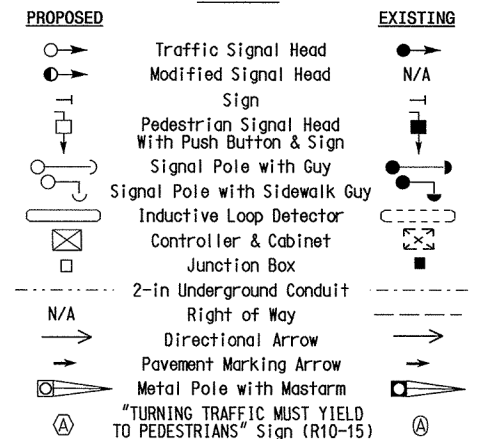 PROPOSED EXISTING
Traffic Signal Head
Modified Signal Head N/A
Sign
Pedestrian Signal Head
With Push Button & Sign
Signal Pole with Guy
Signal Pole with Sidewalk Guy
Inductive Loop Detector
Controller & Cabinet
Junction Box
2-in Underground Conduit
N/A Right of Way
Directional Arrow
Pavement Marking Arrow
Metal Pole with Mastarm
A "TURNING TRAFFIC MUST YIELD
TO PEDESTRIANS" Sign (R10-15) A